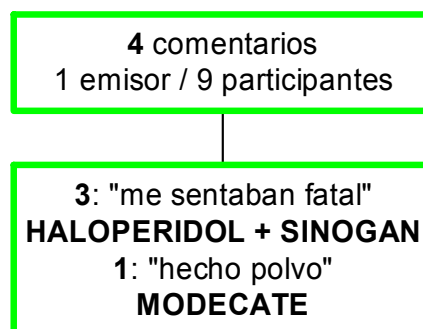 4 comentarios
1 emisor / 9 participantes
3: "me sentaban fatal"
HALOPERIDOL + SINOGAN
1: "hecho polvo"
MODECATE